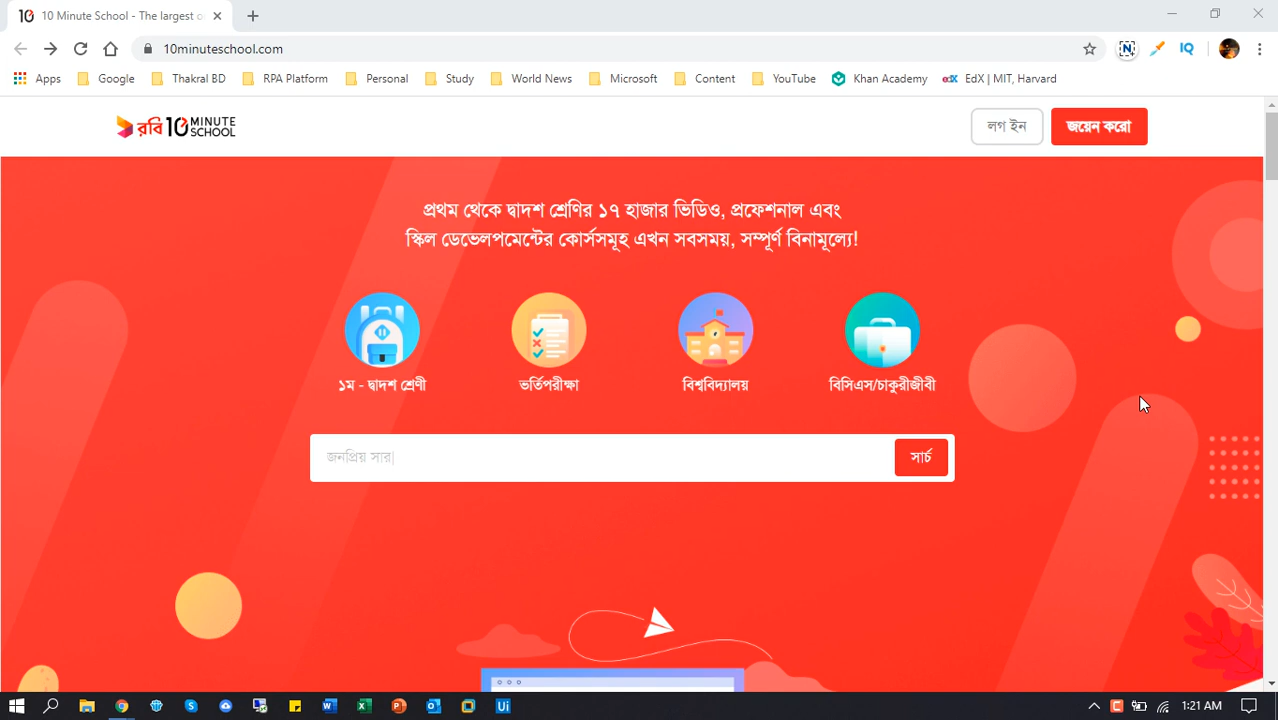 10 Minute School - The largest o
10minuteschool.com
Apps Google Thakral BD RPA Platform Personal Study World News Microsoft Content YouTube Khan Academy EdX | MIT, Harvard
রবি 10 MINUTE SCHOOL
লগ ইন জয়েন করো
প্রথম থেকে দ্বাদশ শ্রেণির ১৭ হাজার ভিডিও, প্রফেশনাল এবং
স্কিল ডেভেলপমেন্টের কোর্সসমূহ এখন সবসময়, সম্পূর্ণ বিনামূল্যে!
১ম - দ্বাদশ শ্রেণী ভর্তিপরীক্ষা বিশ্ববিদ্যালয় বিসিএস/চাকুরীজীবী
জনপ্রিয় সার সার্চ
1:21 AM